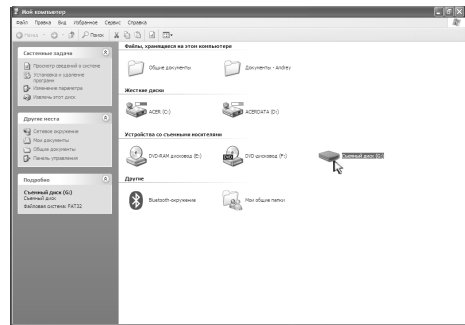 Мой компьютер
Файл Правка Вид Избранное Сервис Справка
Назад Поиск
Системные задачи
Просмотр сведений о системе
Установка и удаление программ
Изменение параметра
Извлечь этот диск
Другие места
Сетевое окружение
Мои документы
Общие документы
Панель управления
Подробно
Съемный диск (G:)
Съемный диск
Файловая система: FAT32
Файлы, хранящиеся на этом компьютере
Общие документы
Документы - Andrey
Жесткие диски
ACER (C:)
ACERDATA (D:)
Устройства со съемными носителями
DVD-RAM дисковод (E:)
DVD-дисковод (F:)
Съемный диск (G:)
Другие
Bluetooth-окружение
Мои общие папки